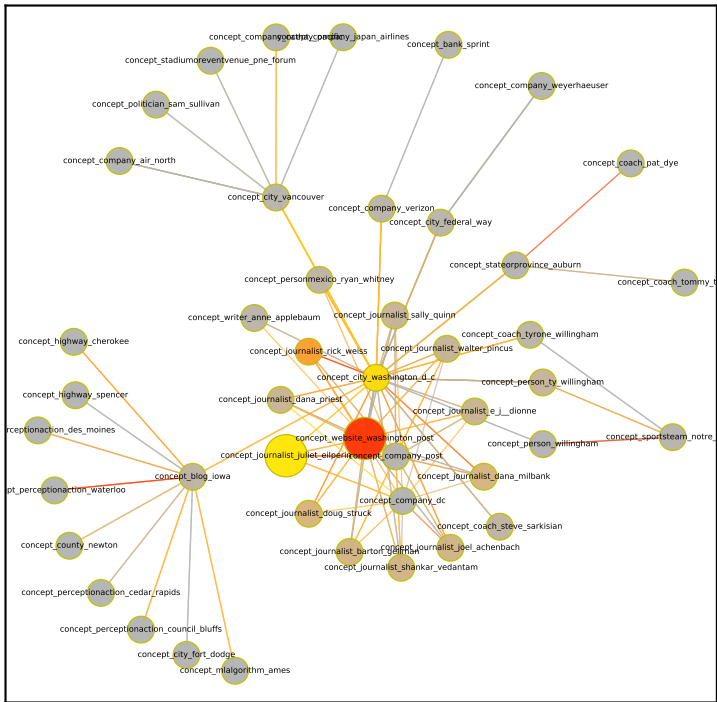 concept_company_pacific
concept_company_japan_airlines
concept_bank_sprint
concept_stadiumoreventvenue_pne_forum
concept_company_weyerhaeuser
concept_politician_sam_sullivan
concept_company_air_north
concept_coach_pat_dye
concept_city_vancouver
concept_company_verizon
concept_city_federal_way
concept_stateorprovince_auburn
concept_personmexico_ryan_whitney
concept_coach_tommy_t
concept_journalist_sally_quinn
concept_writer_anne_applebaum
concept_coach_tyrone_willingham
concept_highway_cherokee
concept_journalist_rick_weiss
concept_journalist_walter_pincus
concept_city_washington_d_c
concept_person_ty_willingham
concept_highway_spencer
concept_journalist_dana_priest
concept_journalist_e_j__dionne
rceptionaction_des_moines
concept_website_washington_post
concept_person_willingham
concept_sportsteam_notre_
concept_journalist_juliet_eilperin
concept_company_post
concept_blog_iowa
concept_journalist_dana_milbank
pt_perceptionaction_waterloo
concept_company_dc
concept_journalist_doug_struck
concept_coach_steve_sarkisian
concept_county_newton
concept_journalist_barton_gellman
concept_journalist_joel_achenbach
concept_journalist_shankar_vedantam
concept_perceptionaction_cedar_rapids
concept_perceptionaction_council_bluffs
concept_city_fort_dodge
concept_mlalgorithm_ames